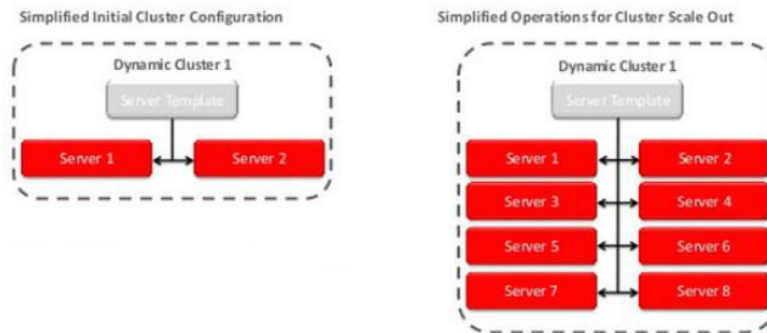 Simplified Initial Cluster Configuration
Dynamic Cluster 1
Server Template
Server 1
Server 2
Simplified Operations for Cluster Scale Out
Dynamic Cluster 1
Server Template
Server 1
Server 2
Server 3
Server 4
Server 5
Server 6
Server 7
Server 8